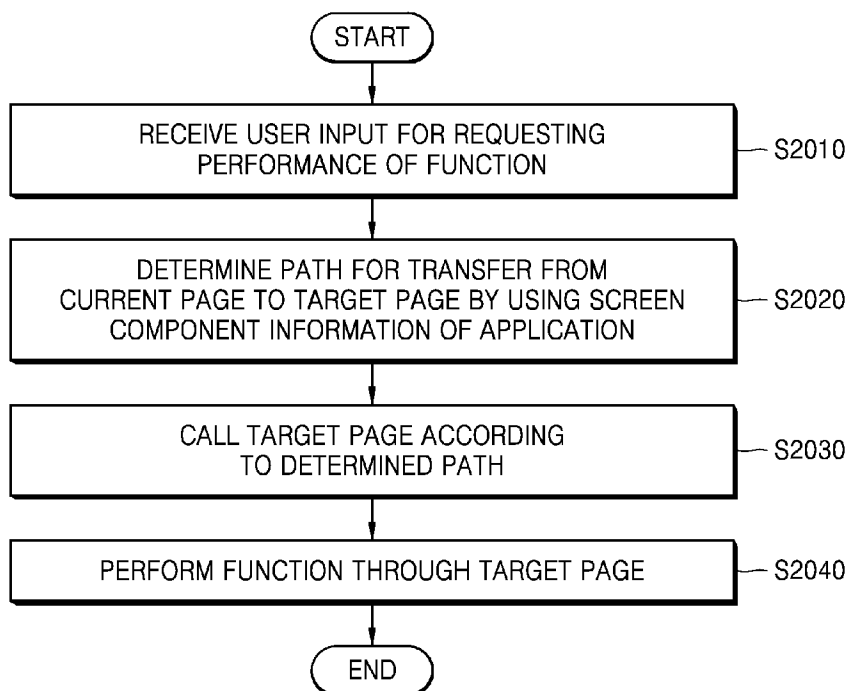 START
RECEIVE USER INPUT FOR REQUESTING
PERFORMANCE OF FUNCTION
S2010
DETERMINE PATH FOR TRANSFER FROM
CURRENT PAGE TO TARGET PAGE BY USING SCREEN
COMPONENT INFORMATION OF APPLICATION
S2020
CALL TARGET PAGE ACCORDING
TO DETERMINED PATH
S2030
PERFORM FUNCTION THROUGH TARGET PAGE
S2040
END